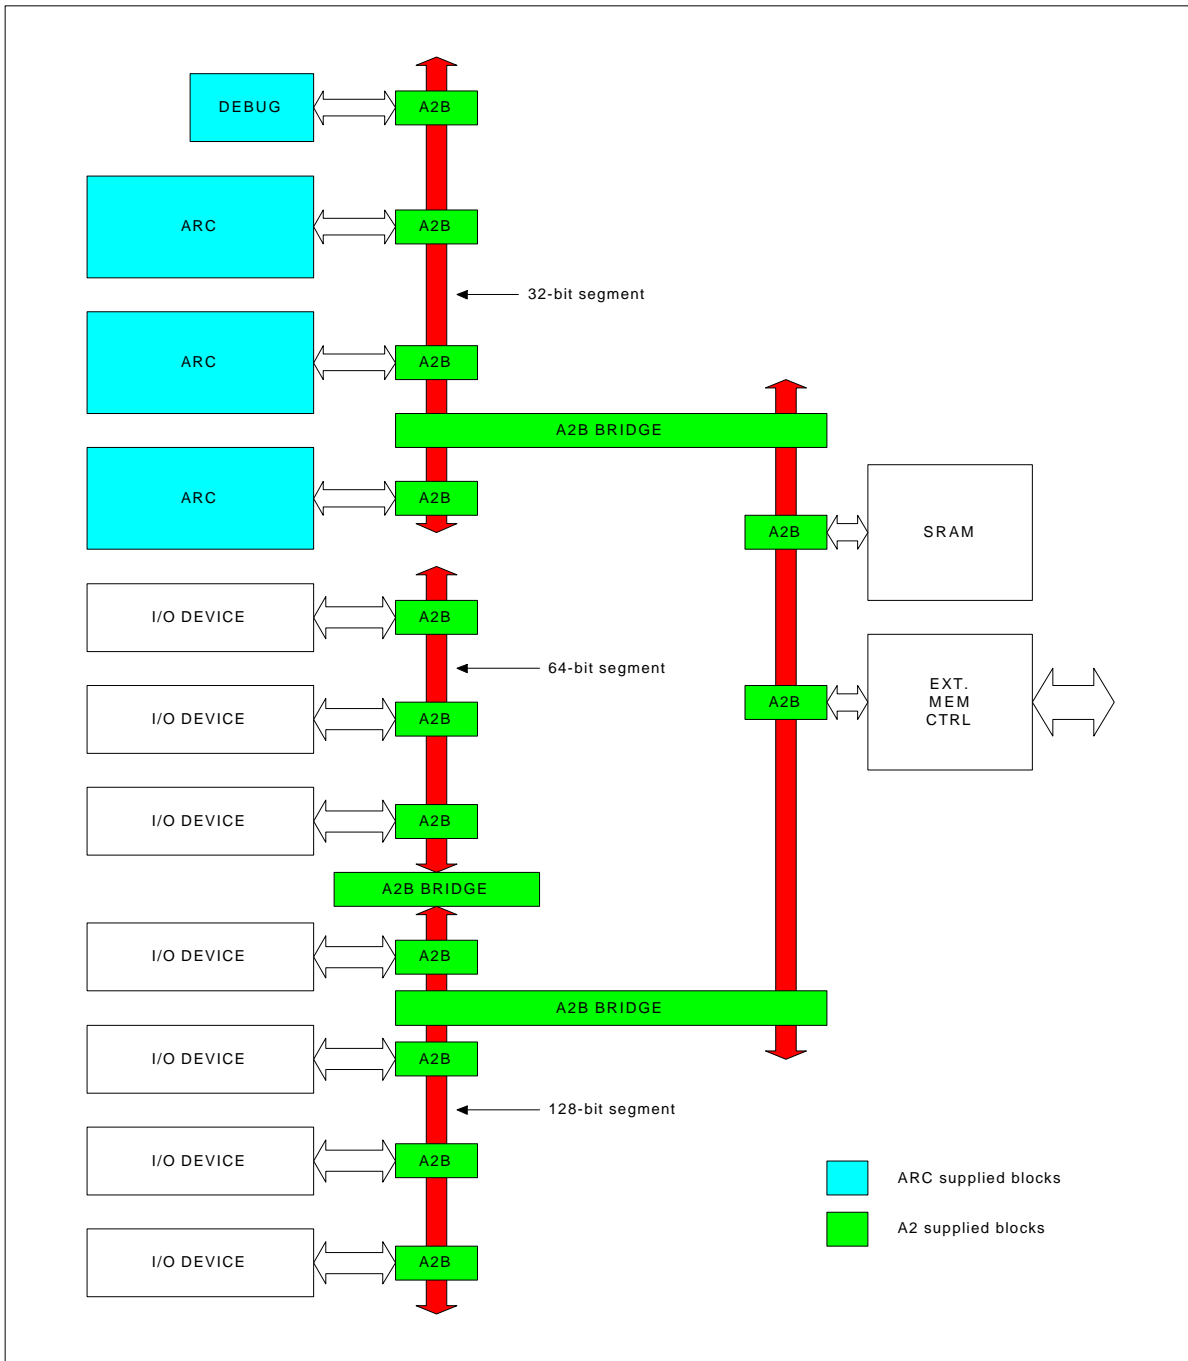 DEBUG
A2B
ARC
A2B
32-bit segment
ARC
A2B
A2B BRIDGE
ARC
A2B
A2B
SRAM
I/O DEVICE
A2B
64-bit segment
EXT.
MEM
CTRL
A2B
I/O DEVICE
A2B
I/O DEVICE
A2B
A2B BRIDGE
I/O DEVICE
A2B
A2B BRIDGE
I/O DEVICE
A2B
128-bit segment
I/O DEVICE
A2B
ARC supplied blocks
A2 supplied blocks
I/O DEVICE
A2B